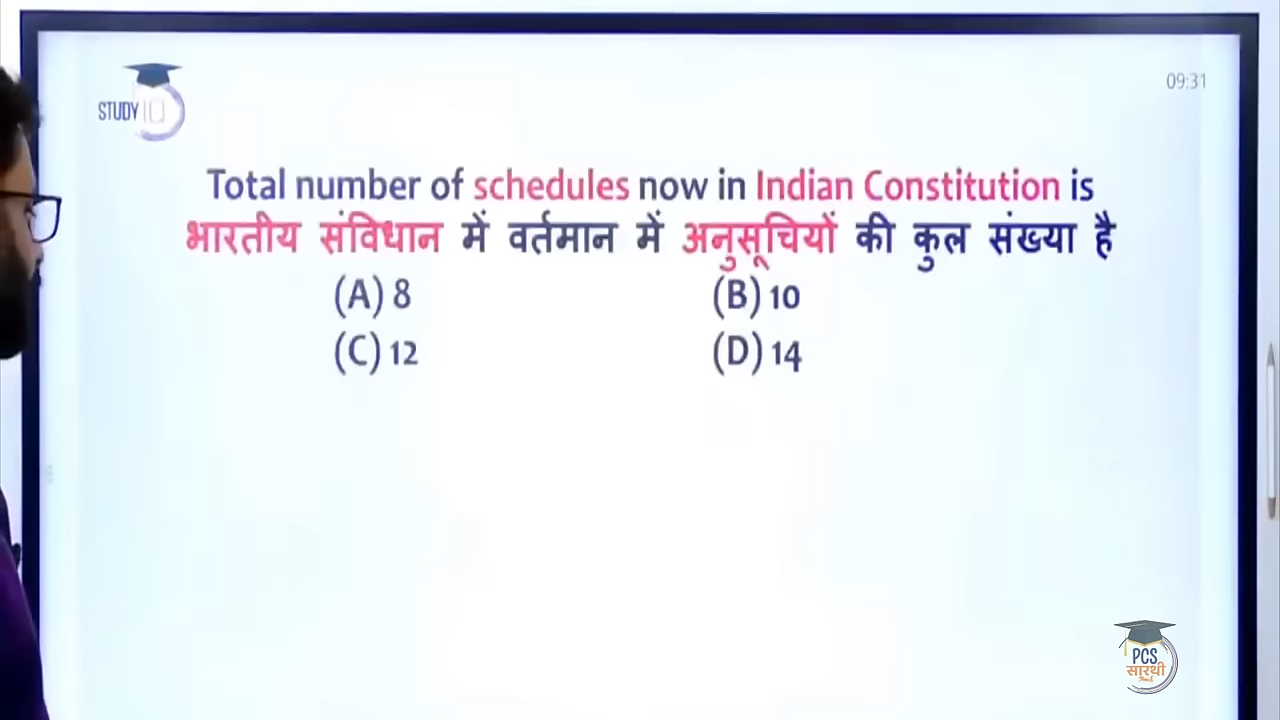 STUDY
09:31
Total number of schedules now in Indian Constitution is
भारतीय संविधान में वर्तमान में अनुसूचियों की कुल संख्या है
(A) 8 (B) 10
(C) 12 (D) 14
PCS
सारथी